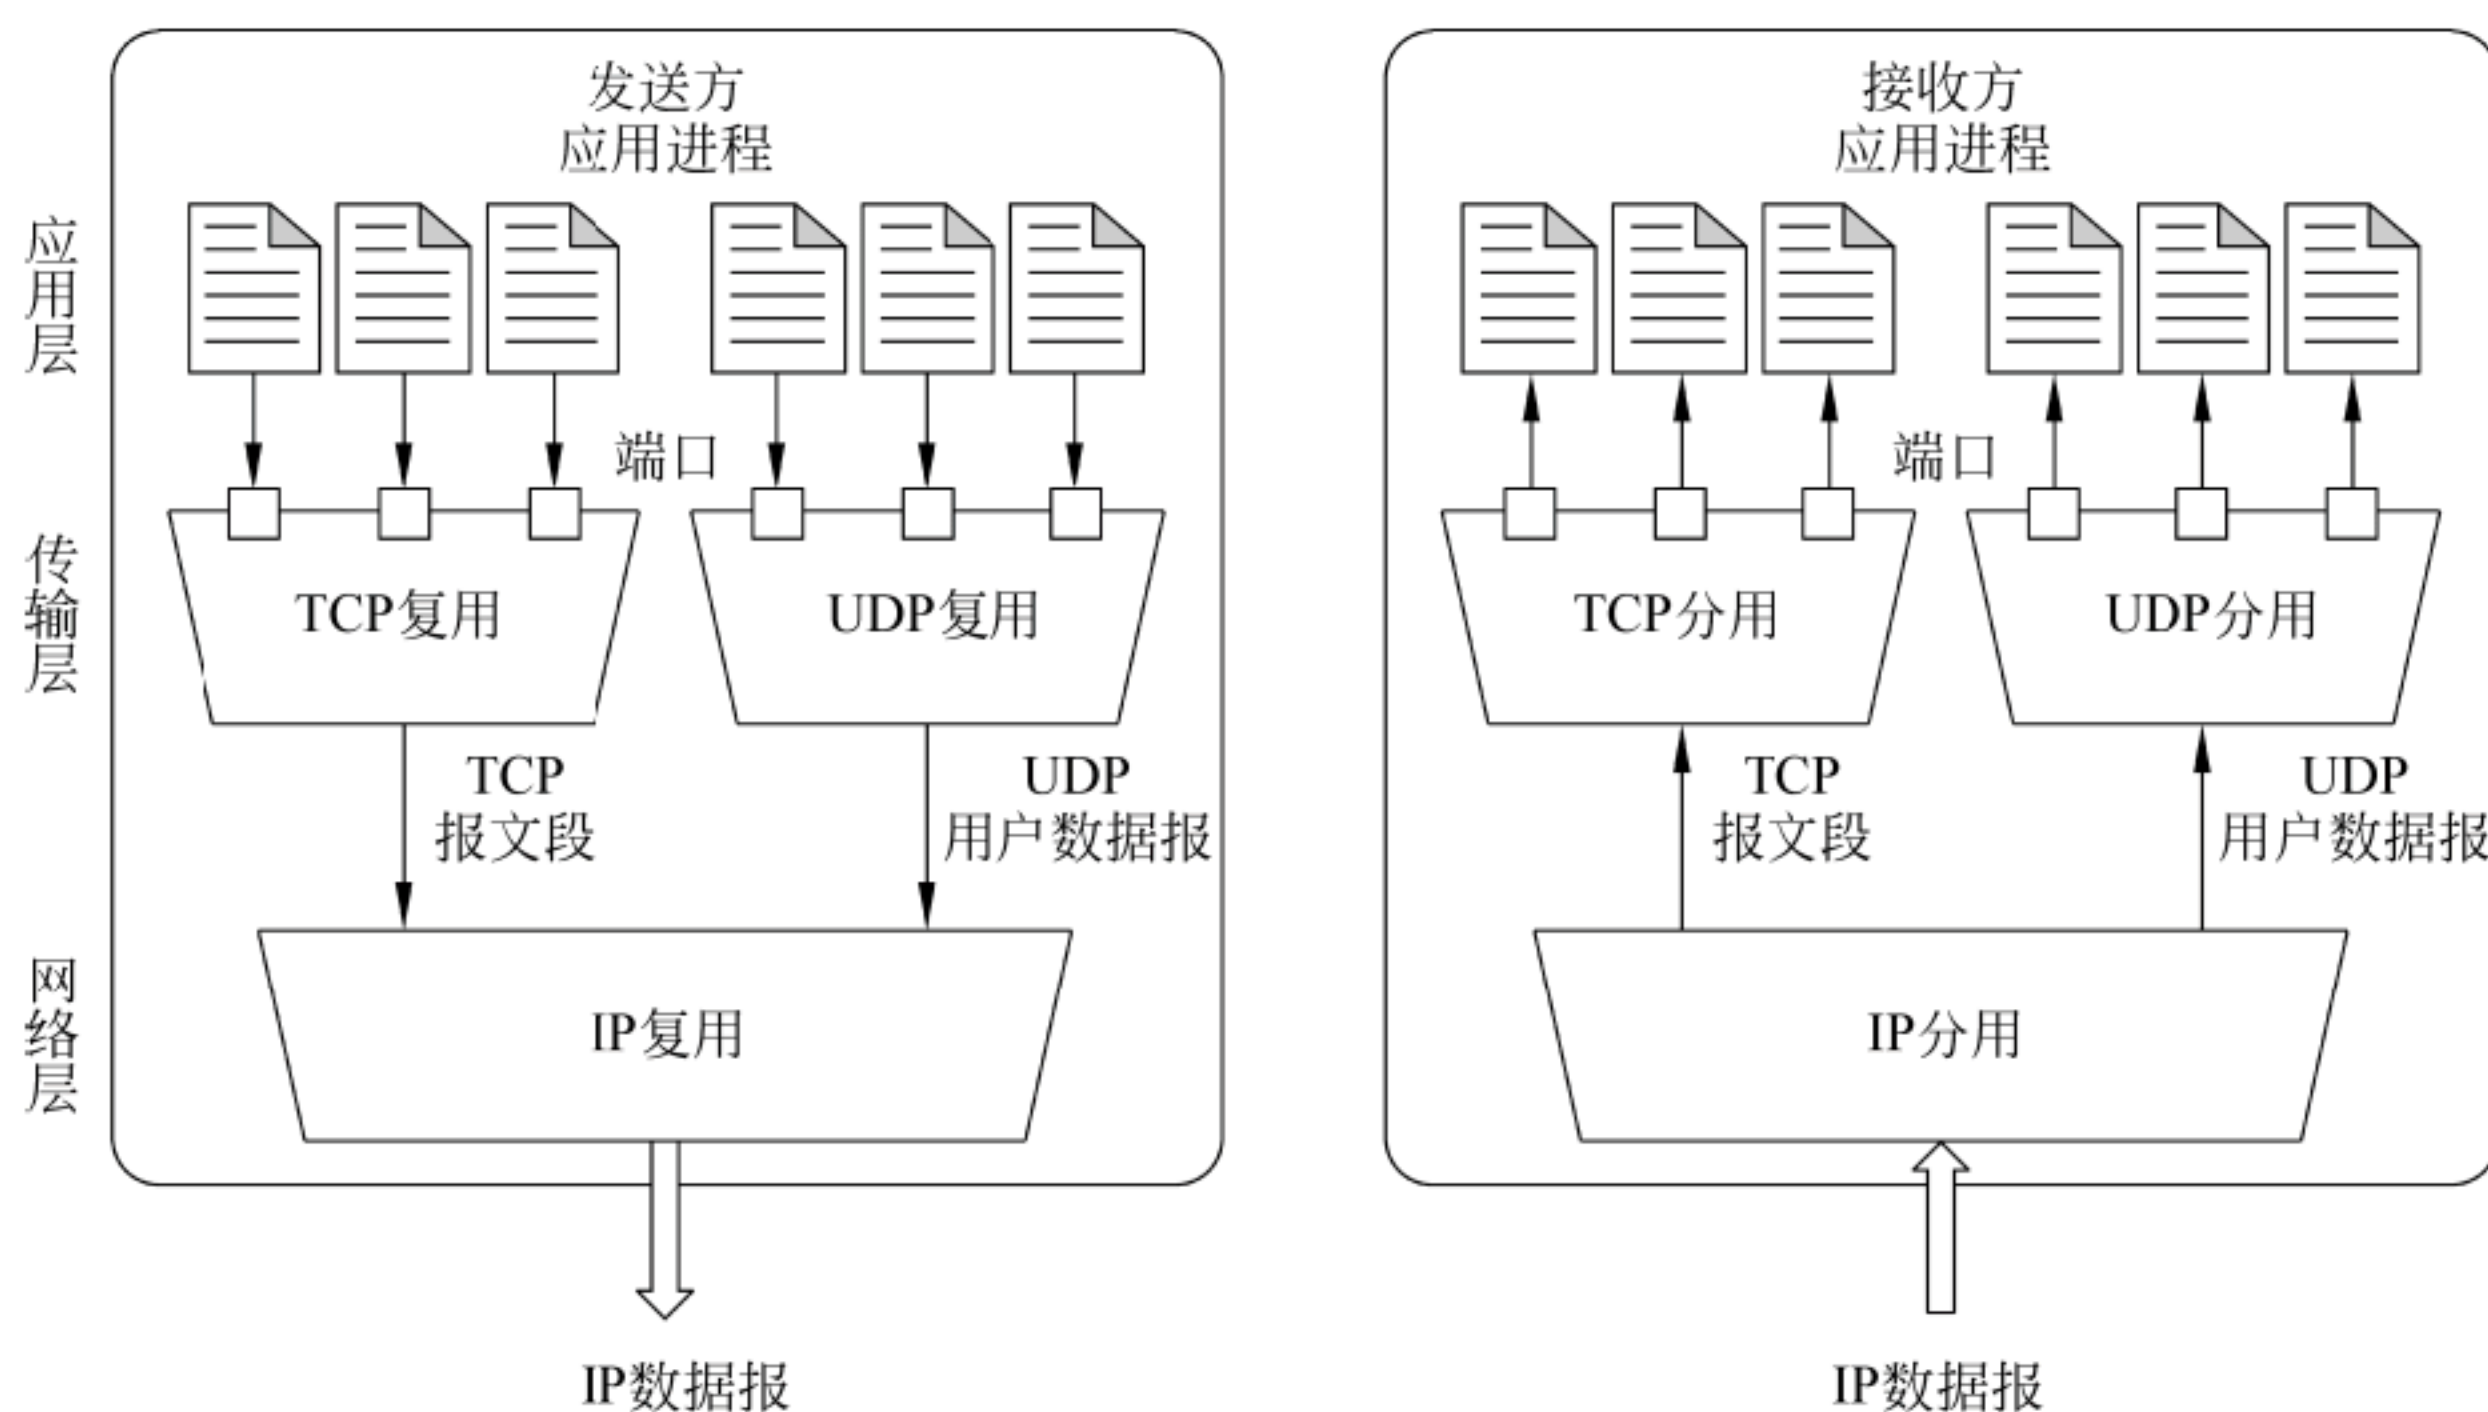 发送方
应用进程
接收方
应用进程
应用层
端口
端口
传输层
TCP复用
UDP复用
TCP分用
UDP分用
TCP
报文段
UDP
用户数据报
TCP
报文段
UDP
用户数据报
网络层
IP复用
IP分用
IP数据报
IP数据报